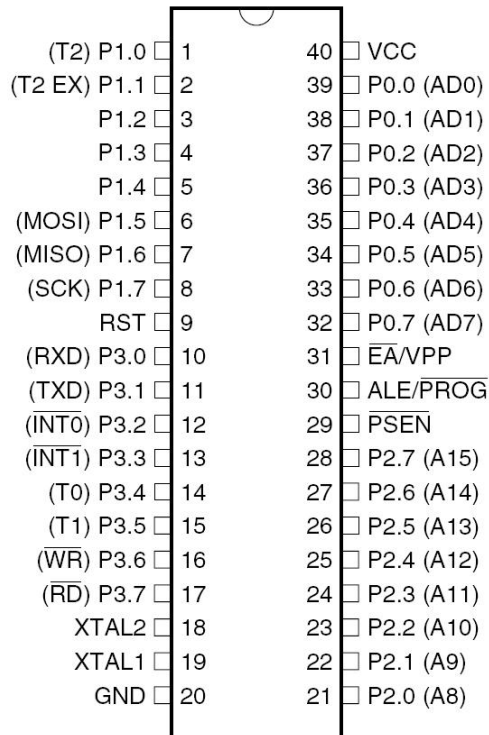 (T2) P1.0 1 40 VCC
(T2 EX) P1.1 2 39 P0.0 (AD0)
P1.2 3 38 P0.1 (AD1)
P1.3 4 37 P0.2 (AD2)
P1.4 5 36 P0.3 (AD3)
(MOSI) P1.5 6 35 P0.4 (AD4)
(MISO) P1.6 7 34 P0.5 (AD5)
(SCK) P1.7 8 33 P0.6 (AD6)
RST 9 32 P0.7 (AD7)
(RXD) P3.0 10 31 E̅A̅/VPP
(TXD) P3.1 11 30 ALE/P̅R̅O̅G̅
(I̅N̅T̅0̅) P3.2 12 29 P̅S̅E̅N̅
(I̅N̅T̅1̅) P3.3 13 28 P2.7 (A15)
(T0) P3.4 14 27 P2.6 (A14)
(T1) P3.5 15 26 P2.5 (A13)
(W̅R̅) P3.6 16 25 P2.4 (A12)
(R̅D̅) P3.7 17 24 P2.3 (A11)
XTAL2 18 23 P2.2 (A10)
XTAL1 19 22 P2.1 (A9)
GND 20 21 P2.0 (A8)